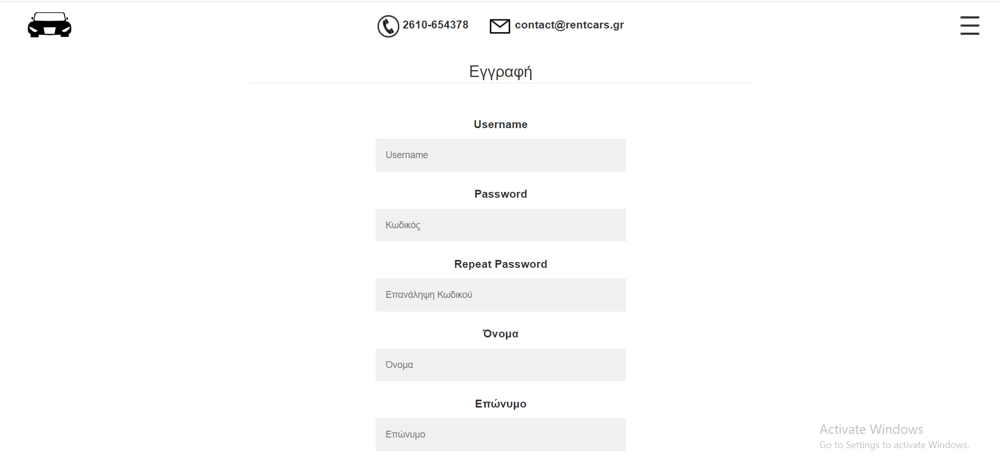 2610-654378 contact@rentcars.gr
Εγγραφή
Username
Username
Password
Κωδικός
Repeat Password
Επανάληψη Κωδικού
Όνομα
Όνομα
Επώνυμο
Επώνυμο
Activate Windows
Go to Settings to activate Windows.